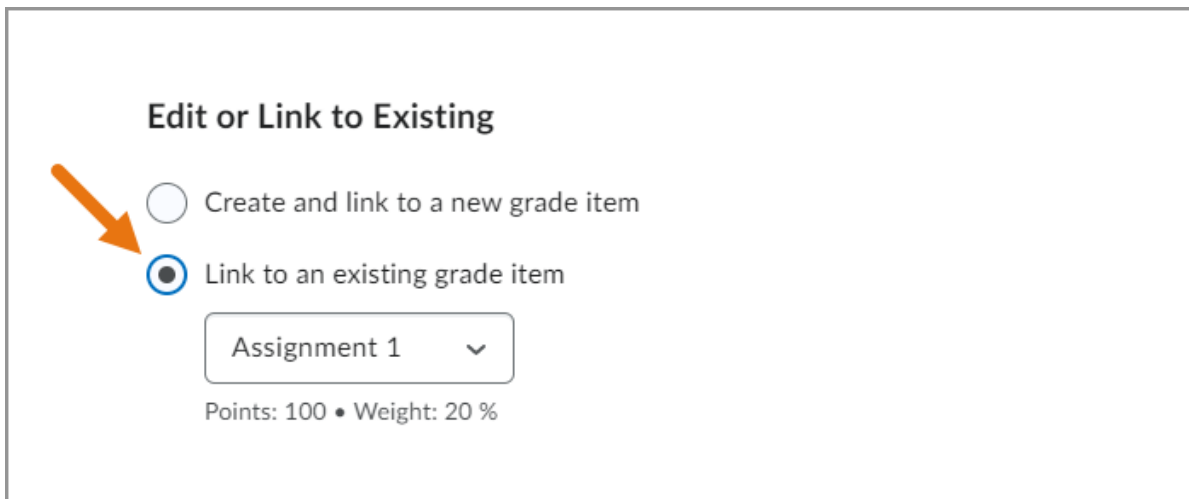 Edit or Link to Existing
Create and link to a new grade item
Link to an existing grade item
Assignment 1
Points: 100 • Weight: 20 %